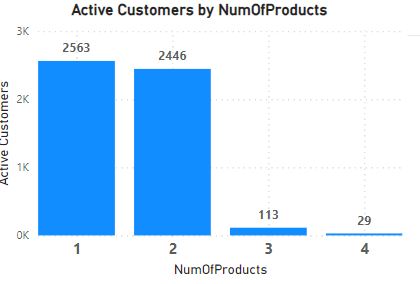 Active Customers by NumOfProducts
3K
2K
1K
0K
Active Customers
2563
2446
113
29
1 2 3 4
NumOfProducts